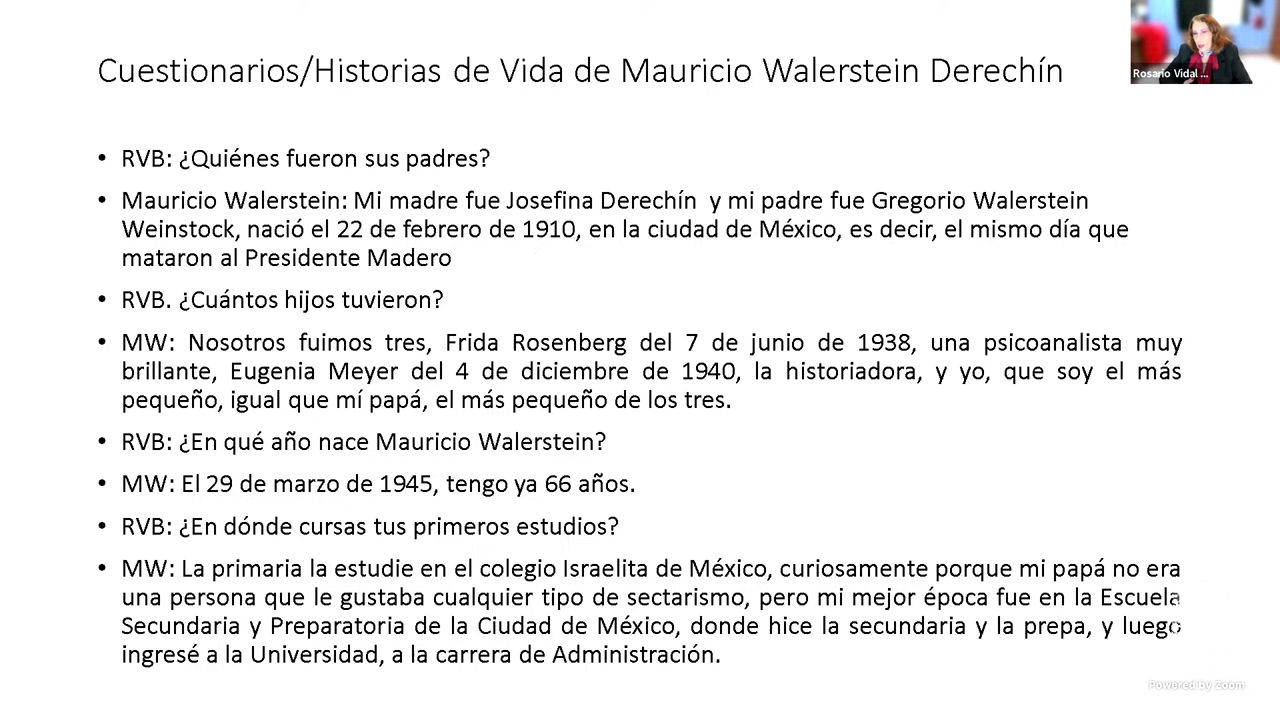 Rosario Vidal ...
Cuestionarios/Historias de Vida de Mauricio Walerstein Derechín
• RVB: ¿Quiénes fueron sus padres?
• Mauricio Walerstein: Mi madre fue Josefina Derechín y mi padre fue Gregorio Walerstein
Weinstock, nació el 22 de febrero de 1910, en la ciudad de México, es decir, el mismo día que
mataron al Presidente Madero
• RVB. ¿Cuántos hijos tuvieron?
• MW: Nosotros fuimos tres, Frida Rosenberg del 7 de junio de 1938, una psicoanalista muy
brillante, Eugenia Meyer del 4 de diciembre de 1940, la historiadora, y yo, que soy el más
pequeño, igual que mí papá, el más pequeño de los tres.
• RVB: ¿En qué año nace Mauricio Walerstein?
• MW: El 29 de marzo de 1945, tengo ya 66 años.
• RVB: ¿En dónde cursas tus primeros estudios?
• MW: La primaria la estudie en el colegio Israelita de México, curiosamente porque mi papá no era
una persona que le gustaba cualquier tipo de sectarismo, pero mi mejor época fue en la Escuela
Secundaria y Preparatoria de la Ciudad de México, donde hice la secundaria y la prepa, y luego
ingresé a la Universidad, a la carrera de Administración.
Powered by Zoom